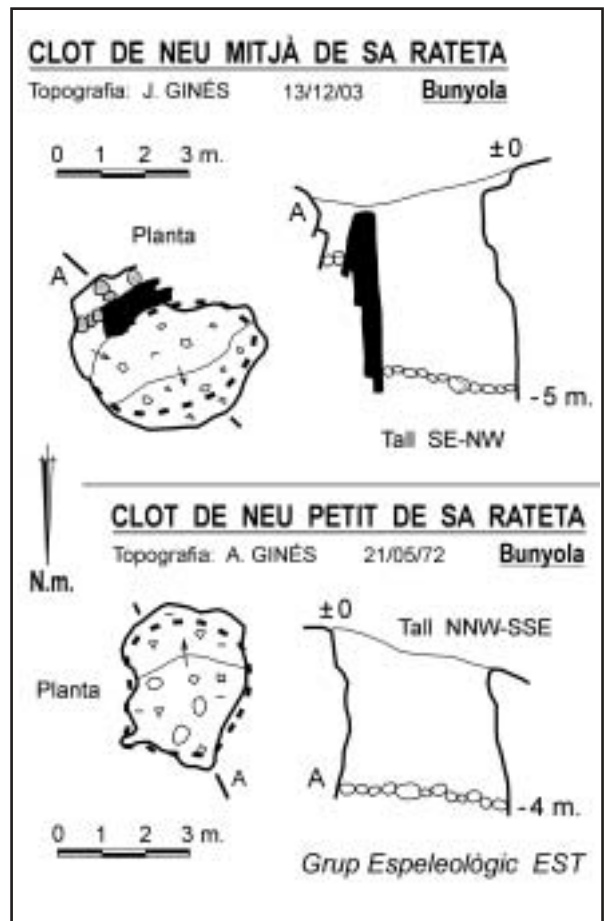 CLOT DE NEU MITJÀ DE SA RATETA
Topografia: J. GINÉS 13/12/03 Bunyola
0 1 2 3 m.
±0
A
Planta
A
-5 m.
Tall SE-NW
N.m.
CLOT DE NEU PETIT DE SA RATETA
Topografia: A. GINÉS 21/05/72 Bunyola
±0
Tall NNW-SSE
Planta
A
A
-4 m.
0 1 2 3 m.
Grup Espeleològic EST